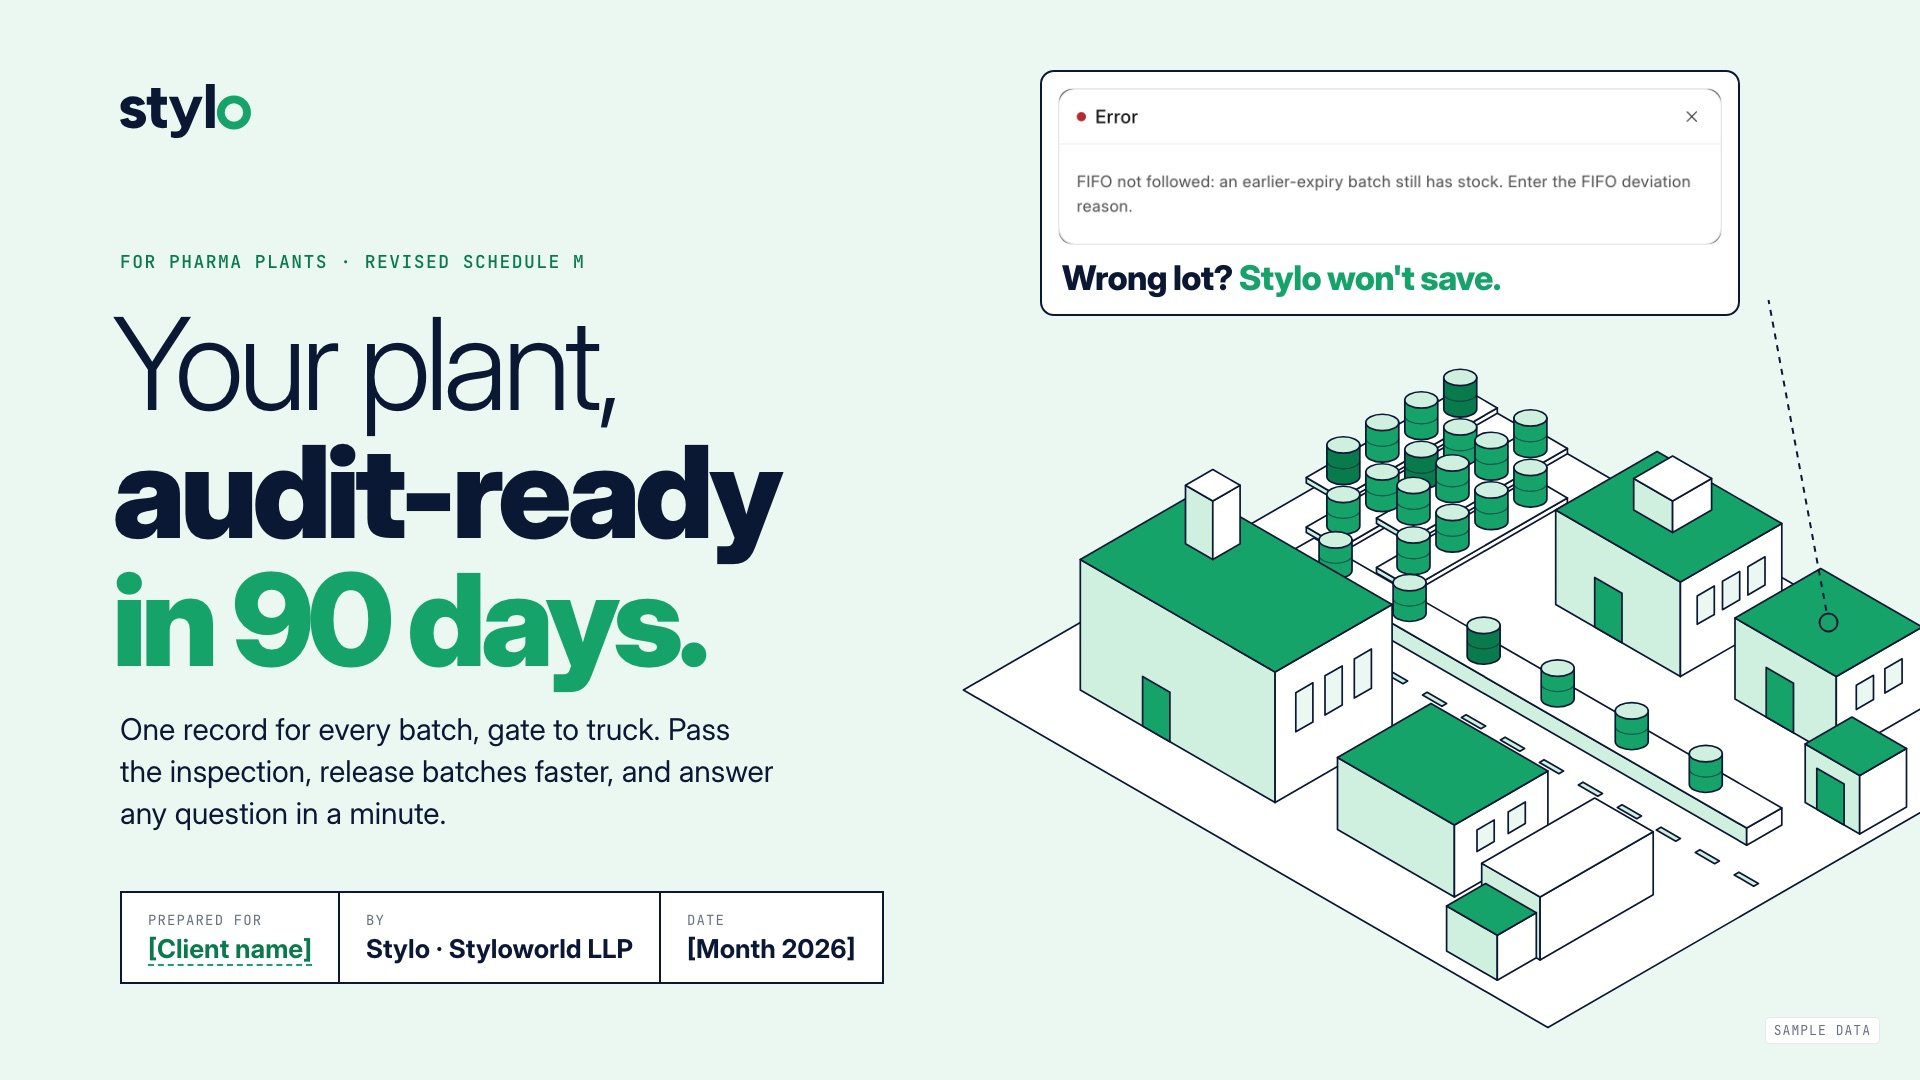 stylo
FOR PHARMA PLANTS · REVISED SCHEDULE M
Your plant,
audit-ready
in 90 days.
One record for every batch, gate to truck. Pass
the inspection, release batches faster, and answer
any question in a minute.
PREPARED FOR
[Client name]
BY
Stylo · Styloworld LLP
DATE
[Month 2026]
Error
FIFO not followed: an earlier-expiry batch still has stock. Enter the FIFO deviation
reason.
Wrong lot? Stylo won't save.
SAMPLE DATA